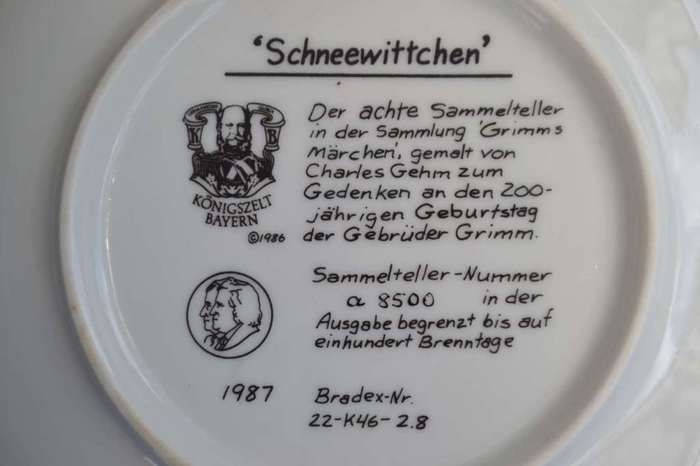 'Schneewittchen'
Der achte Sammelteller
in der Sammlung 'Grimms
Märchen', gemalt von
Charles Gehm zum
Gedenken an den 200-
jährigen Geburtstag
der Gebrüder Grimm.
K B
KÖNIGSZELT
BAYERN
©1986
Sammelteller-Nummer
a 8500 in der
Ausgabe begrenzt bis auf
einhundert Brenntage
1987
Bradex-Nr.
22-K46-2.8